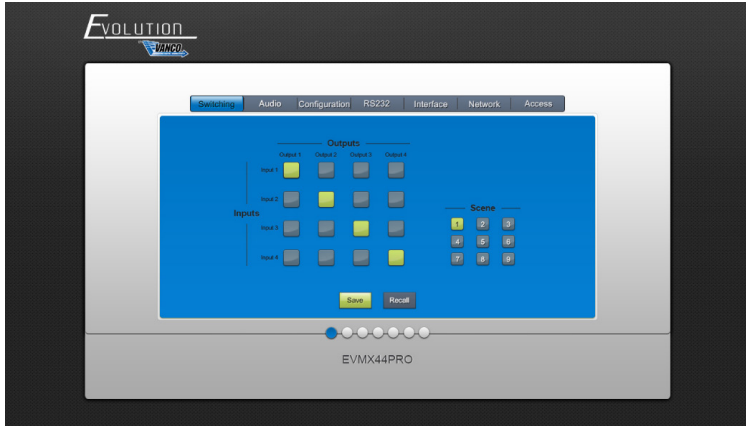 EVOLUTION
VANCO
Switching Audio Configuration RS232 Interface Network Access
Outputs
Output 1 Output 2 Output 3 Output 4
Input 1
Input 2
Inputs
Input 3
Input 4
Scene
1 2 3
4 5 6
7 8 9
Save Recall
EVMX44PRO